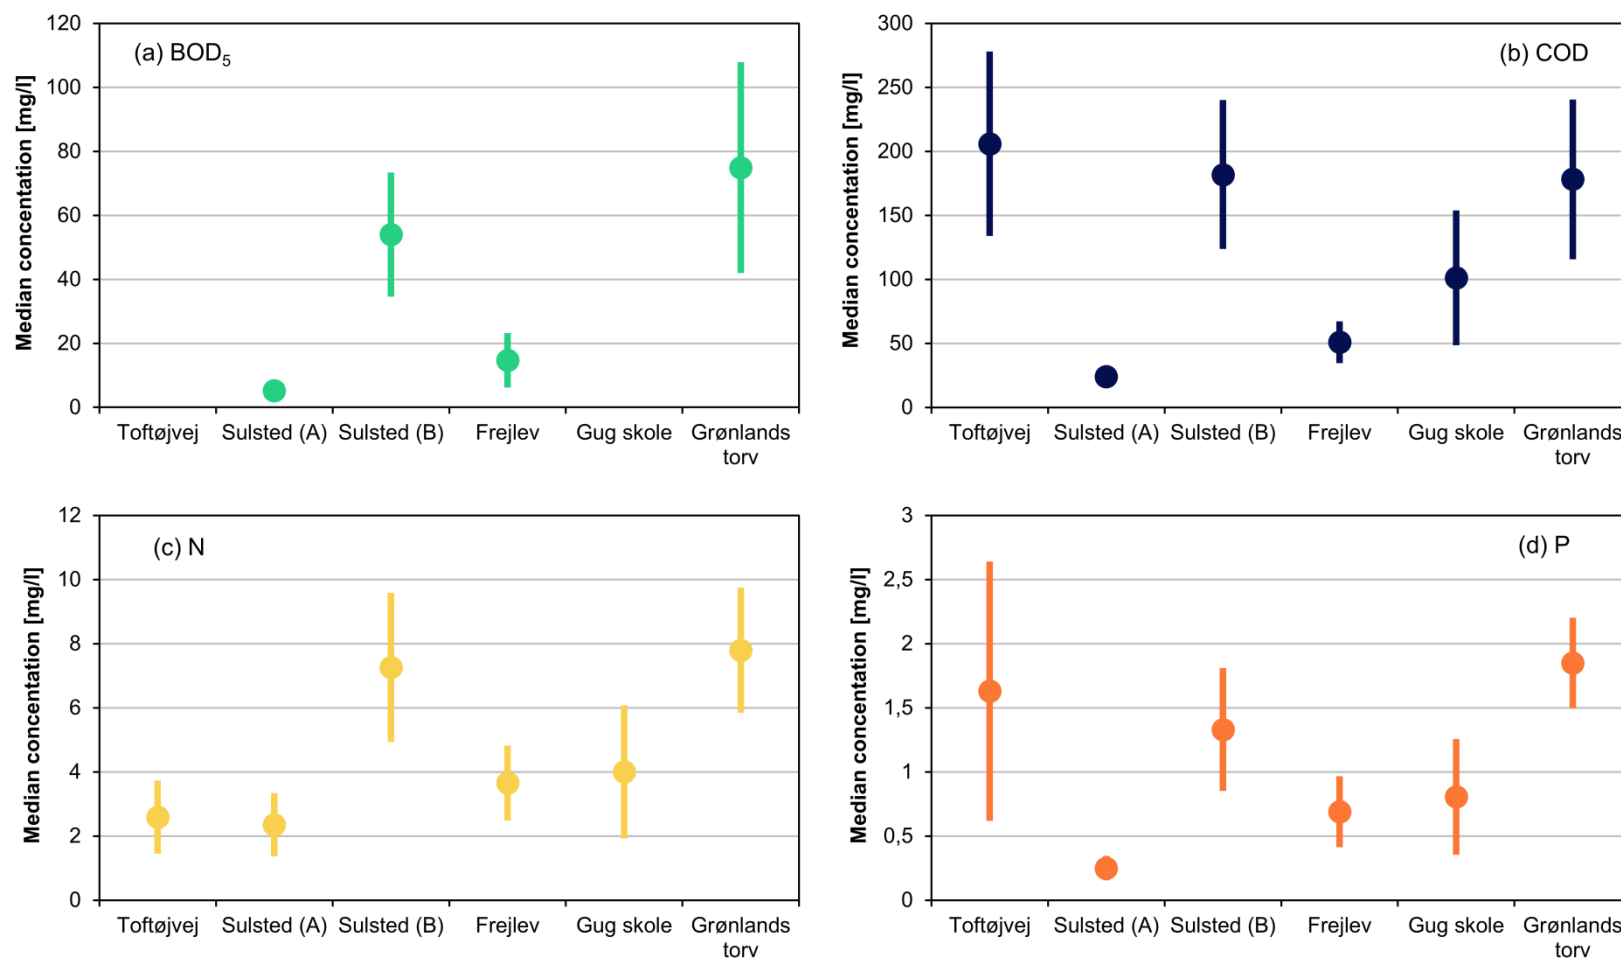 (a) BOD5
Median concentration [mg/l]
120
100
80
60
40
20
0
Toftøjvej Sulsted (A) Sulsted (B) Frejlev Gug skole Grønlands
torv
(b) COD
Median concentration [mg/l]
300
250
200
150
100
50
0
Toftøjvej Sulsted (A) Sulsted (B) Frejlev Gug skole Grønlands
torv
(c) N
Median concentration [mg/l]
12
10
8
6
4
2
0
Toftøjvej Sulsted (A) Sulsted (B) Frejlev Gug skole Grønlands
torv
(d) P
Median concentration [mg/l]
3
2,5
2
1,5
1
0,5
0
Toftøjvej Sulsted (A) Sulsted (B) Frejlev Gug skole Grønlands
torv